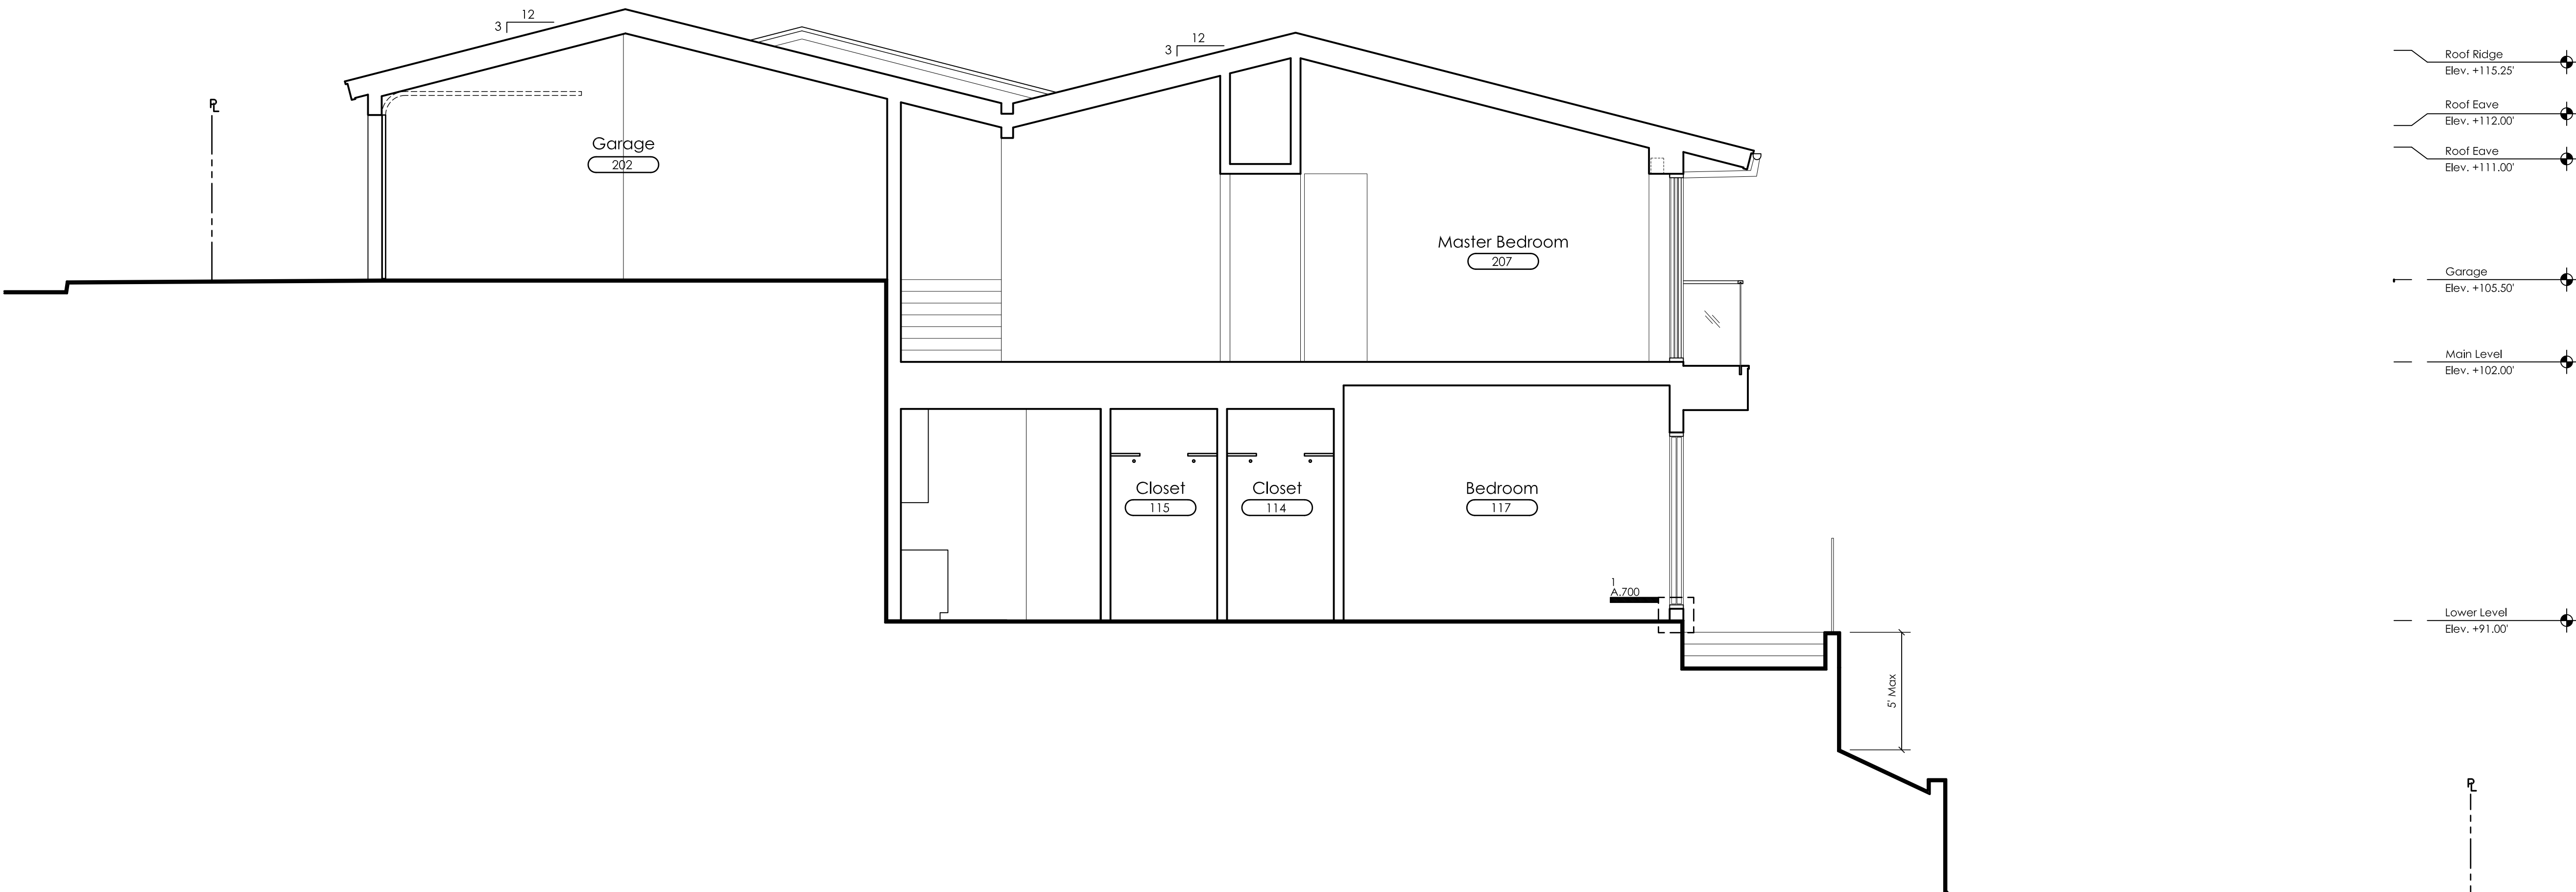 12
3
12
3
Roof Ridge
Elev. +115.25'
PL
Roof Eave
Elev. +112.00'
Garage
202
Roof Eave
Elev. +111.00'
Master Bedroom
207
Garage
Elev. +105.50'
Main Level
Elev. +102.00'
Closet
115
Closet
114
Bedroom
117
1
A.700
Lower Level
Elev. +91.00'
5' Max
PL